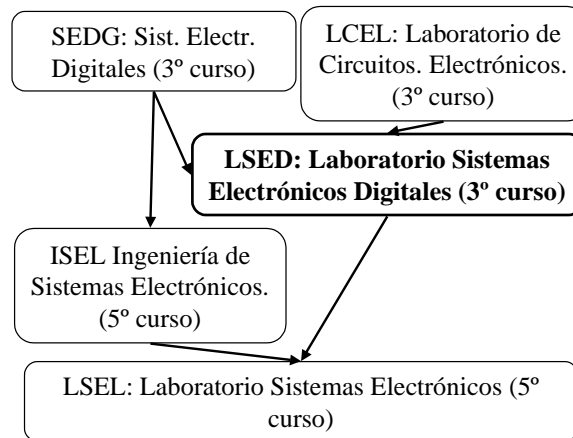 SEDG: Sist. Electr.
Digitales (3º curso)
LCEL: Laboratorio de
Circuitos. Electrónicos.
(3º curso)
LSED: Laboratorio Sistemas
Electrónicos Digitales (3º curso)
ISEL Ingeniería de
Sistemas Electrónicos.
(5º curso)
LSEL: Laboratorio Sistemas Electrónicos (5º
curso)